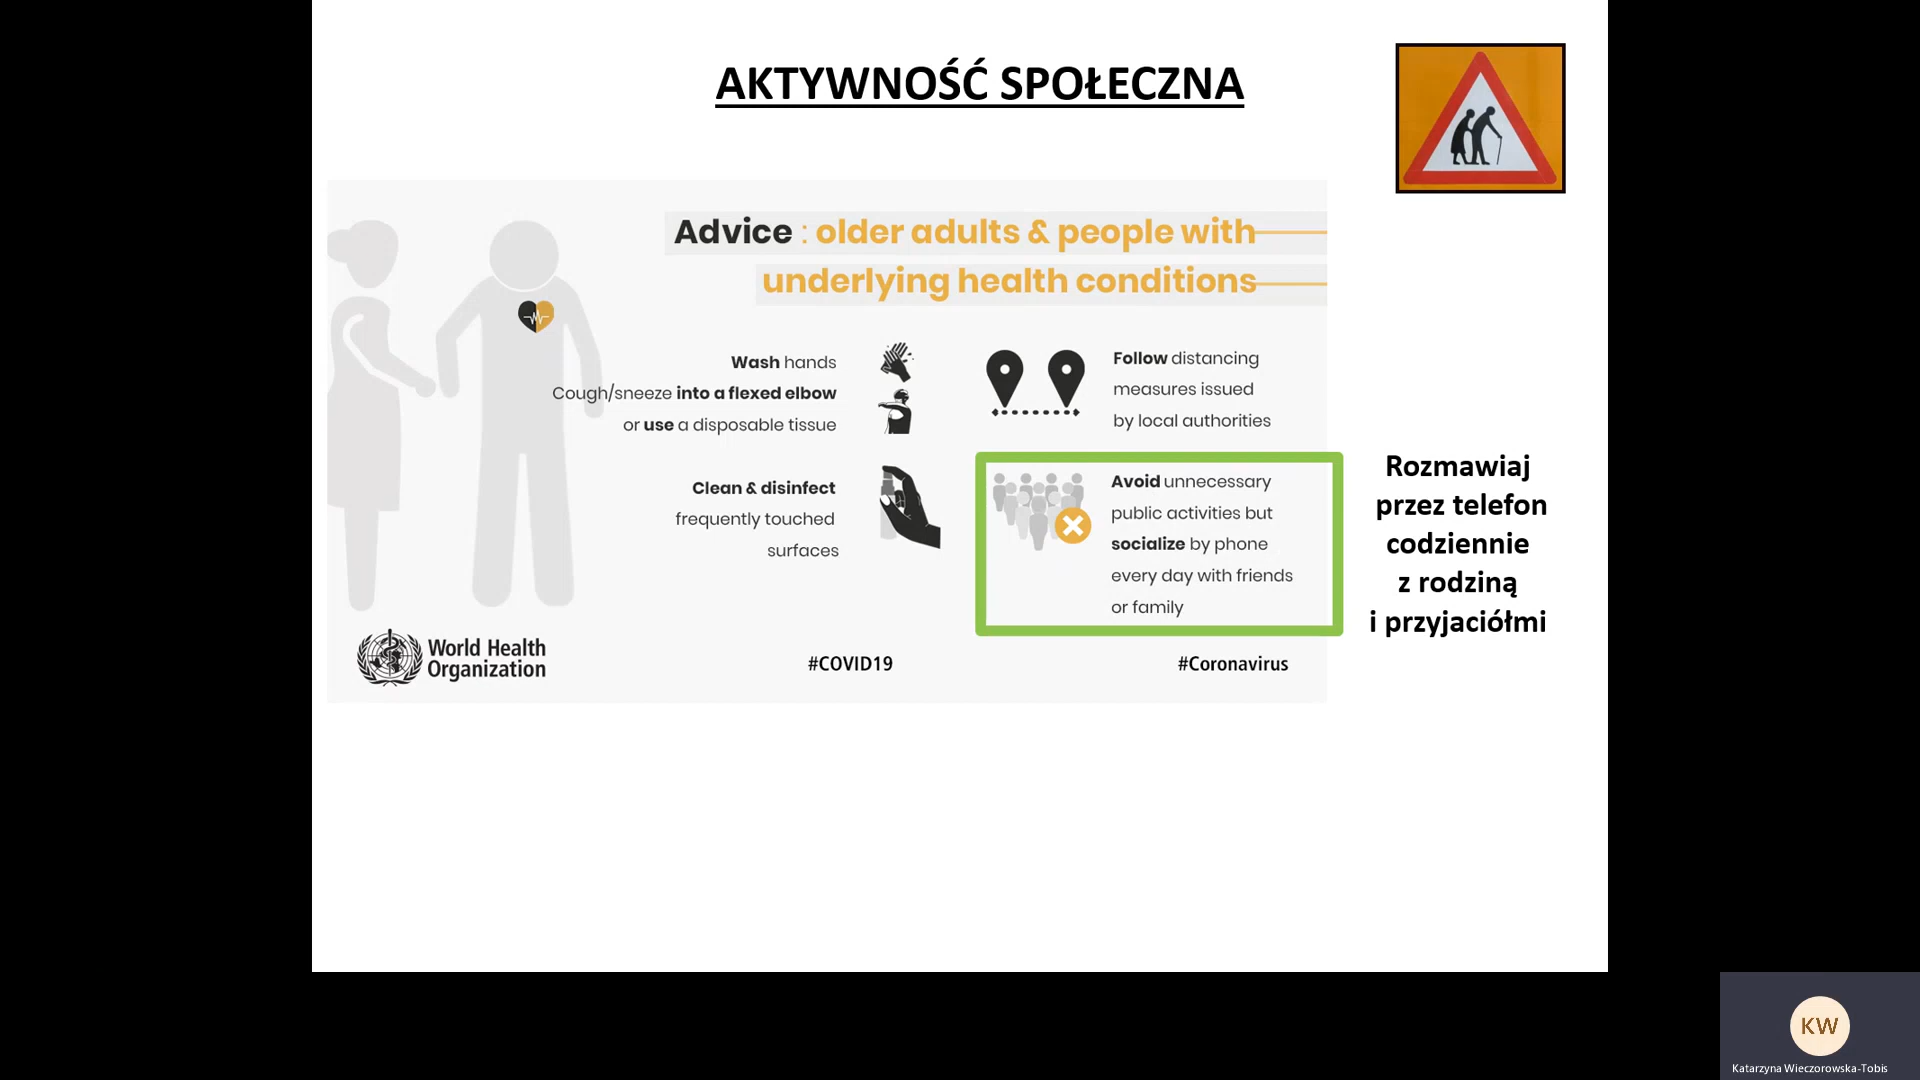 AKTYWNOŚĆ SPOŁECZNA
Advice : older adults & people with
underlying health conditions
Wash hands
Cough/sneeze into a flexed elbow
or use a disposable tissue
Follow distancing
measures issued
by local authorities
Clean & disinfect
frequently touched
surfaces
Avoid unnecessary
public activities but
socialize by phone
every day with friends
or family
Rozmawiaj
przez telefon
codziennie
z rodziną
i przyjaciółmi
World Health
Organization
#COVID19
#Coronavirus
KW
Katarzyna Wieczorowska-Tobis